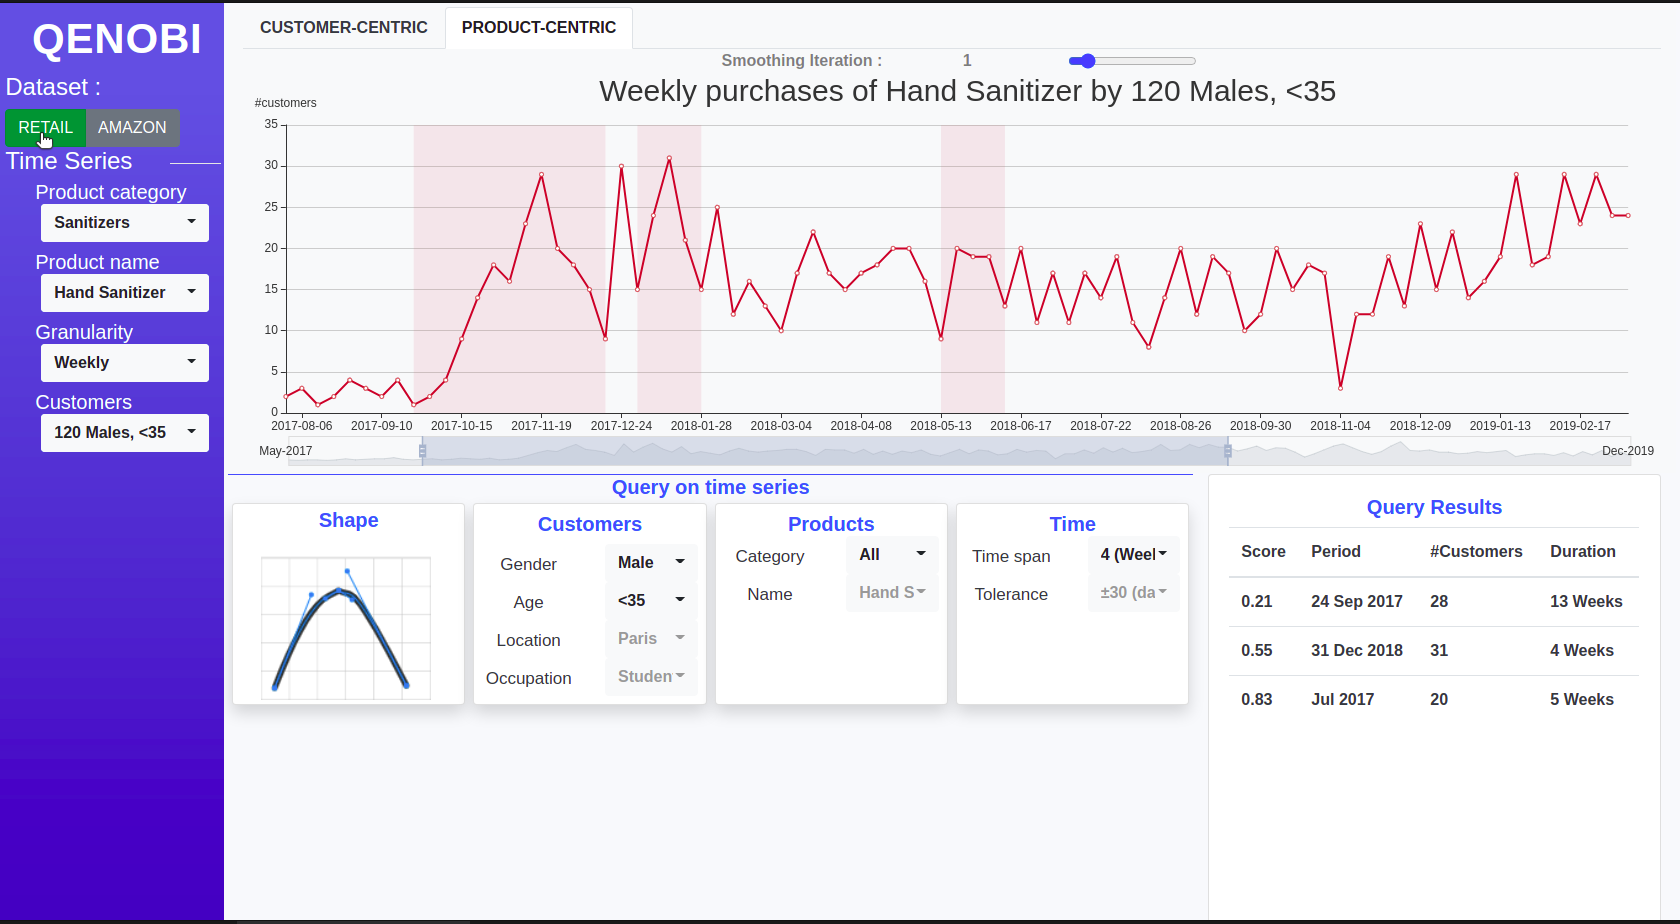 QENOBI
Dataset :
RETAIL AMAZON
Time Series
Product category
Sanitizers
Product name
Hand Sanitizer
Granularity
Weekly
Customers
120 Males, <35
CUSTOMER-CENTRIC PRODUCT-CENTRIC
Smoothing Iteration : 1
Weekly purchases of Hand Sanitizer by 120 Males, <35
#customers
35
30
25
20
15
10
5
0
2017-08-06 2017-09-10 2017-10-15 2017-11-19 2017-12-24 2018-01-28 2018-03-04 2018-04-08 2018-05-13 2018-06-17 2018-07-22 2018-08-26 2018-09-30 2018-11-04 2018-12-09 2019-01-13 2019-02-17
May-2017 Dec-2019
Query on time series
Shape
Customers
Gender Male
Age <35
Location Paris
Occupation Studen
Products
Category All
Name Hand S
Time
Time span 4 (Weel
Tolerance ±30 (da
Query Results
Score Period #Customers Duration
0.21 24 Sep 2017 28 13 Weeks
0.55 31 Dec 2018 31 4 Weeks
0.83 Jul 2017 20 5 Weeks